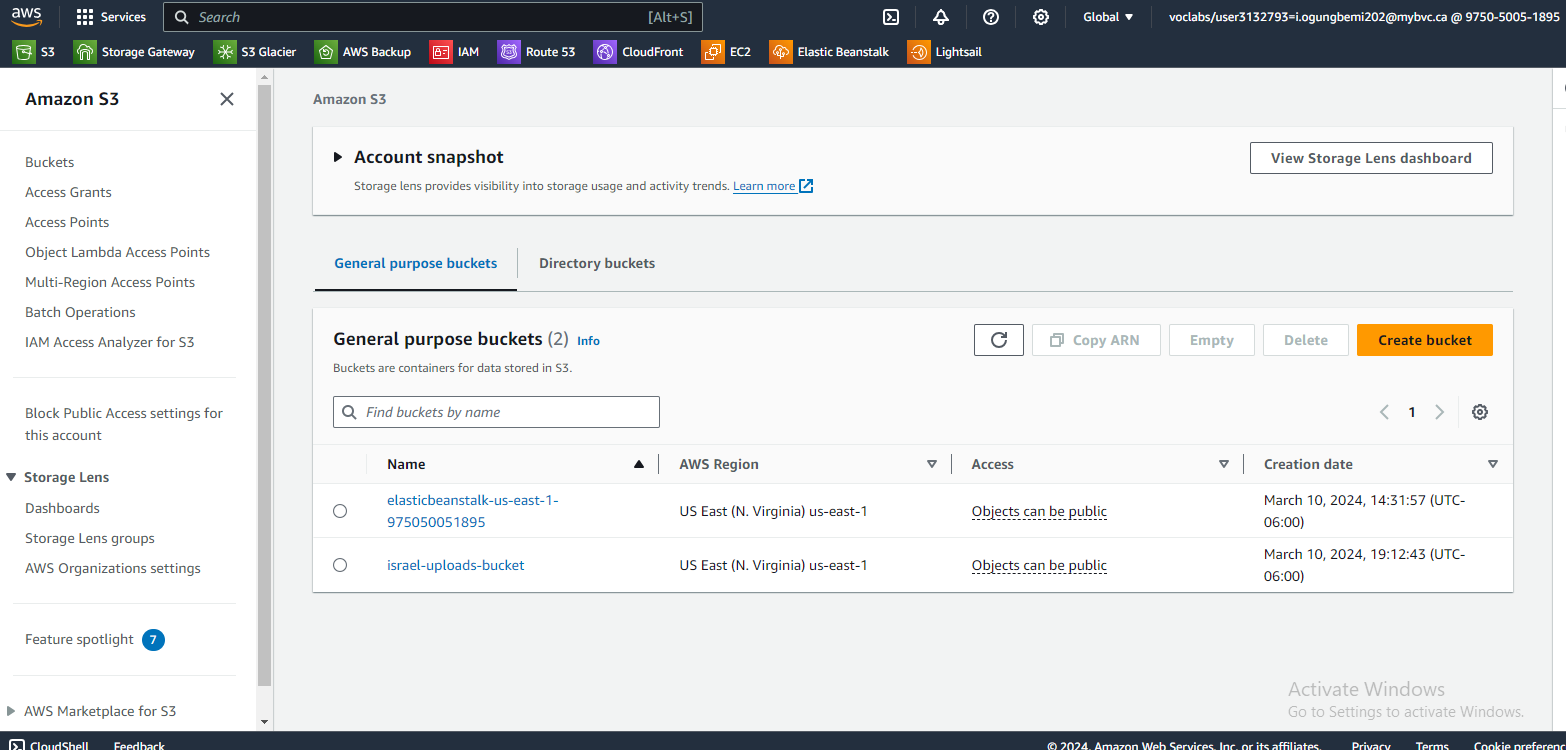 aws Services Search [Alt+S] Global voclabs/user3132793=i.ogungbemi202@mybvc.ca @ 9750-5005-1895
S3 Storage Gateway S3 Glacier AWS Backup IAM Route 53 CloudFront EC2 Elastic Beanstalk Lightsail
Amazon S3
Buckets
Access Grants
Access Points
Object Lambda Access Points
Multi-Region Access Points
Batch Operations
IAM Access Analyzer for S3
Block Public Access settings for
this account
Storage Lens
Dashboards
Storage Lens groups
AWS Organizations settings
Feature spotlight 7
AWS Marketplace for S3
Amazon S3
Account snapshot
View Storage Lens dashboard
Storage lens provides visibility into storage usage and activity trends. Learn more
General purpose buckets Directory buckets
General purpose buckets (2) Info
Copy ARN Empty Delete Create bucket
Buckets are containers for data stored in S3.
Find buckets by name
1
Name AWS Region Access Creation date
elasticbeanstalk-us-east-1-
975050051895
US East (N. Virginia) us-east-1
Objects can be public
March 10, 2024, 14:31:57 (UTC-
06:00)
israel-uploads-bucket
US East (N. Virginia) us-east-1
Objects can be public
March 10, 2024, 19:12:43 (UTC-
06:00)
Activate Windows
Go to Settings to activate Windows.
CloudShell Feedback © 2024, Amazon Web Services, Inc. or its affiliates. Privacy Terms Cookie preferen